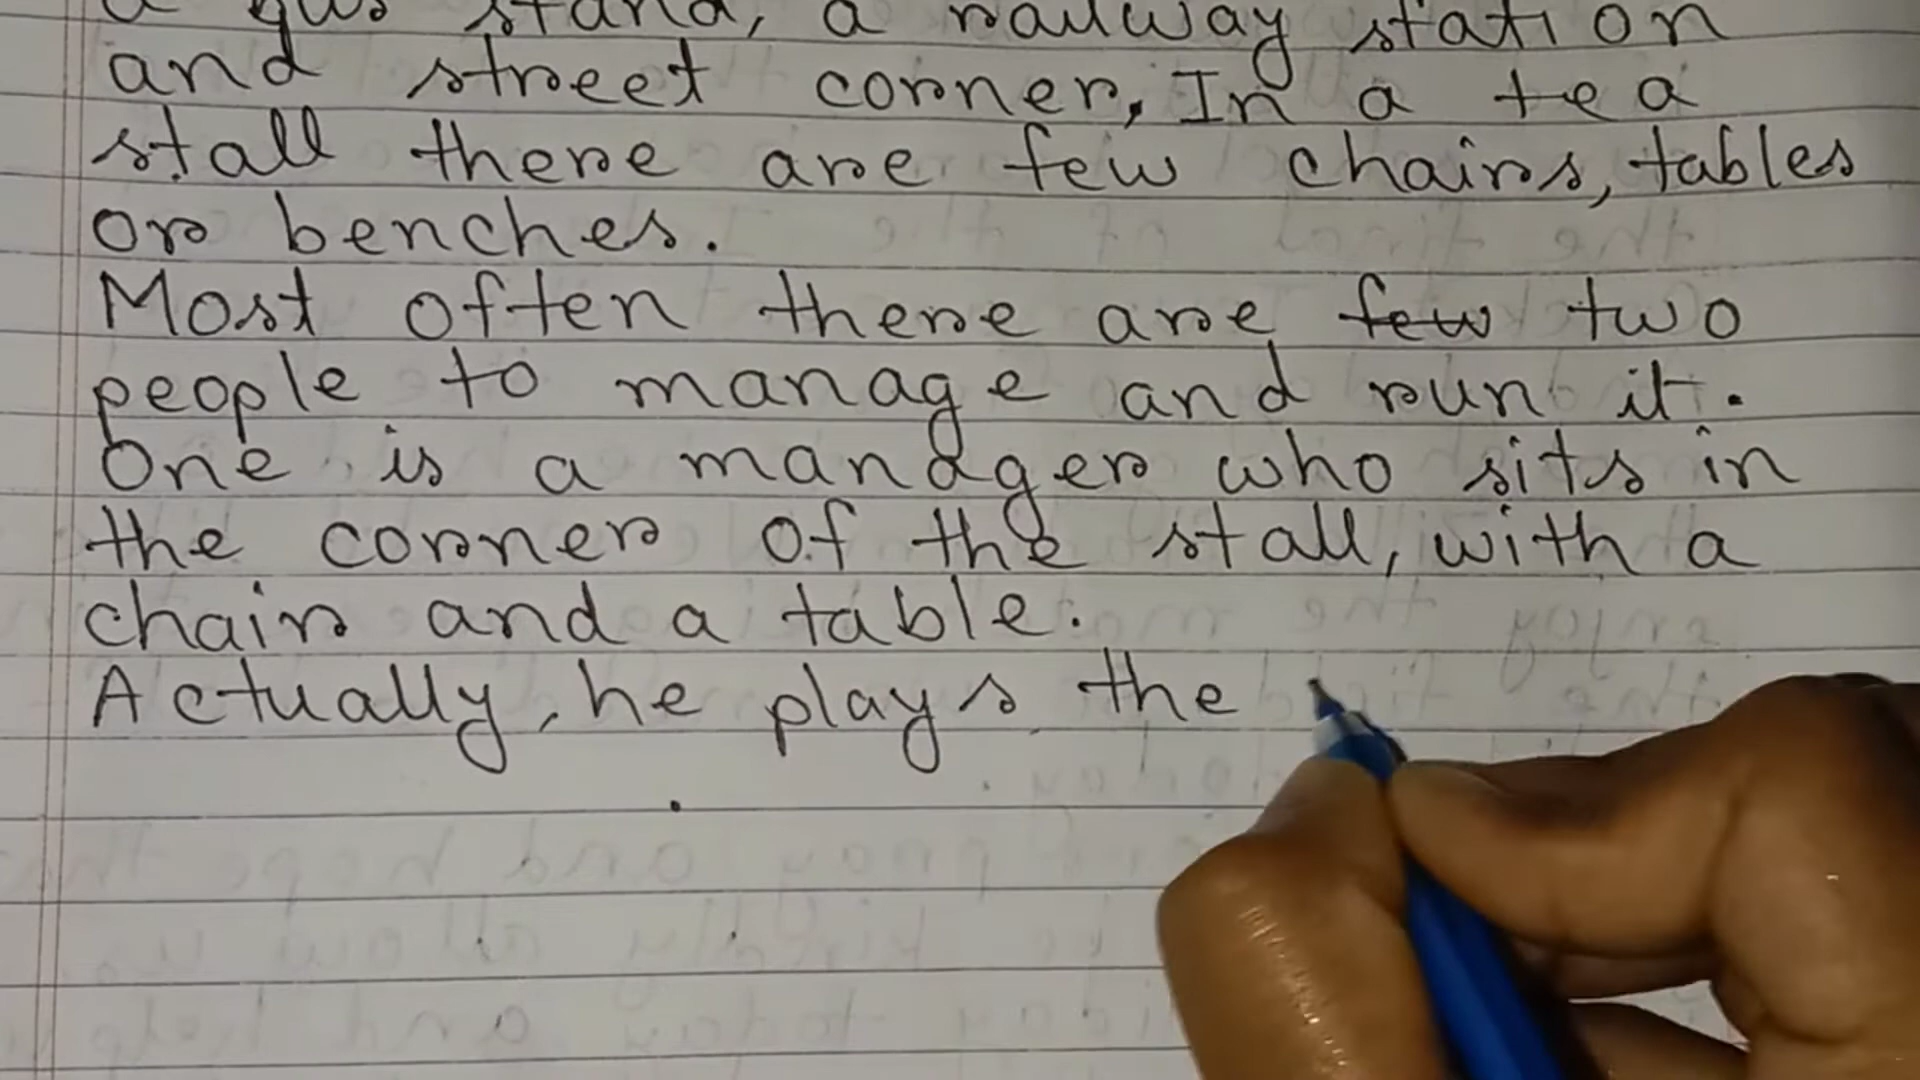 stand, a railway station
and street corner, In a tea
stall there are few chairs, tables
or benches.
Most often there are few two
people to manage and run it.
One is a manager who sits in
the corner of the stall, with a
chair and a table.
Actually, he plays the